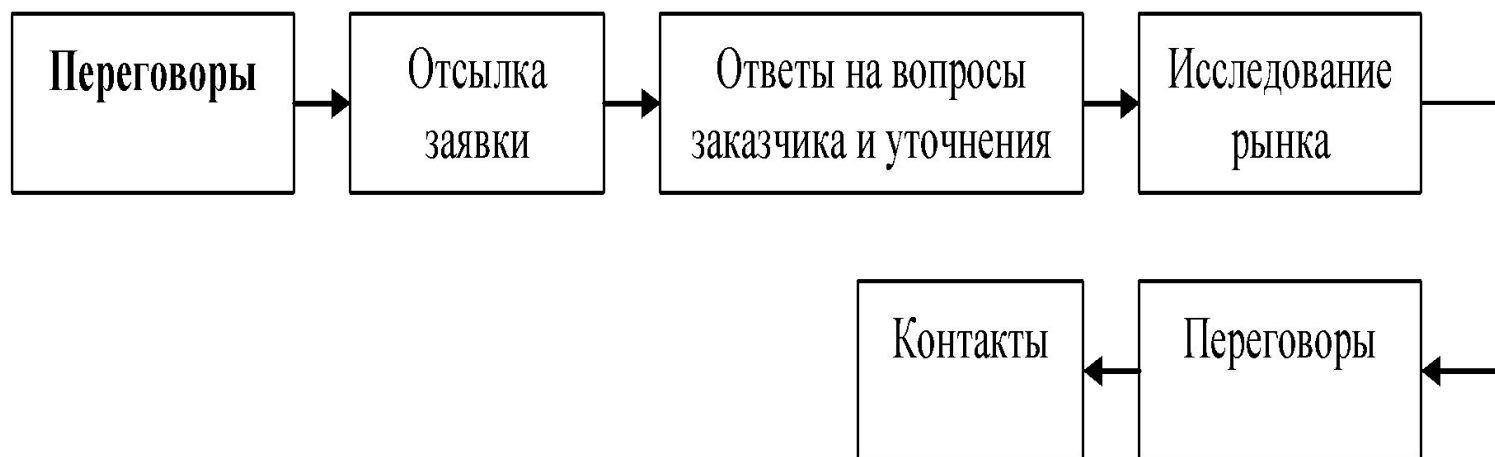 Переговоры
Отсылка
заявки
Ответы на вопросы
заказчика и уточнения
Исследование
рынка
Контакты
Переговоры